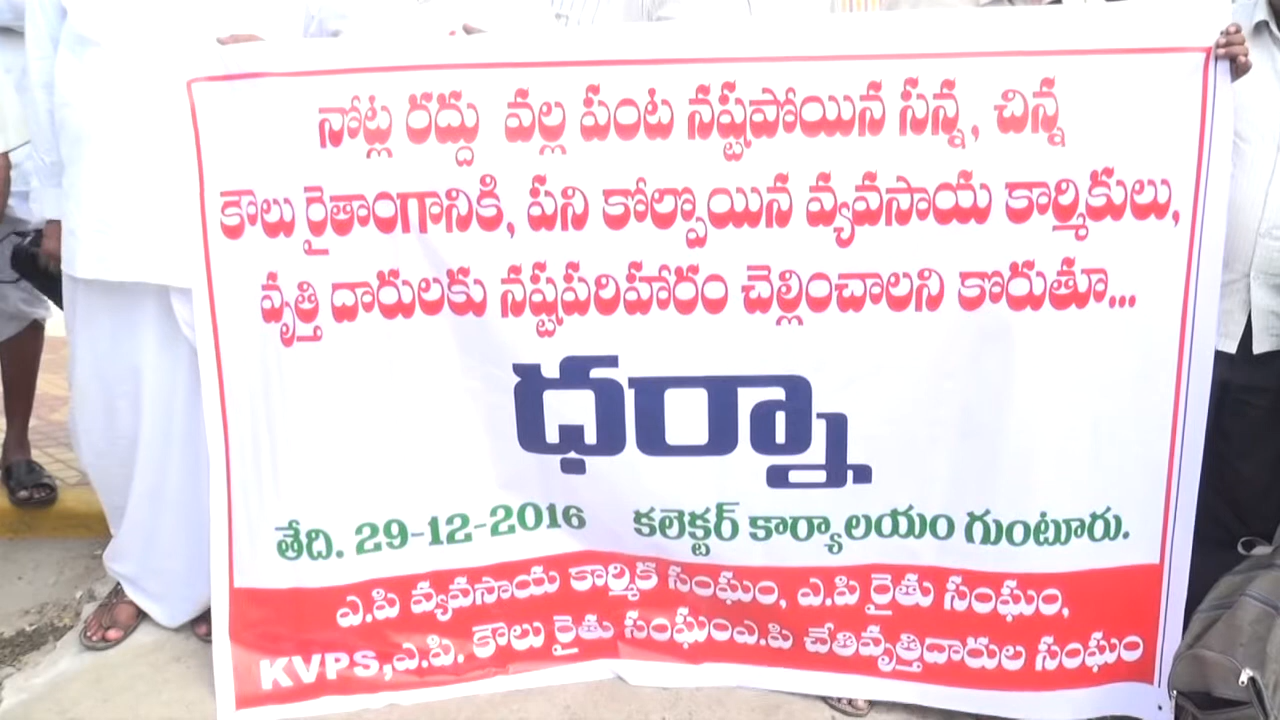 నోట్ల రద్దు వల్ల పంట నష్టపోయిన సన్న, చిన్న
కౌలు రైతాంగానికి, పని కోల్పొయిన వ్యవసాయ కార్మికులు,
వృత్తి దారులకు నష్టపరిహారం చెల్లించాలని కొరుతూ...
ధర్నా
తేది. 29-12-2016 కలెక్టర్ కార్యాలయం గుంటూరు.
ఎ.పి వ్యవసాయ కార్మిక సంఘం, ఎ.పి రైతు సంఘం,
KVPS,ఎ.పి. కౌలు రైతు సంఘంఎ.పి చేతివృత్తిదారుల సంఘం